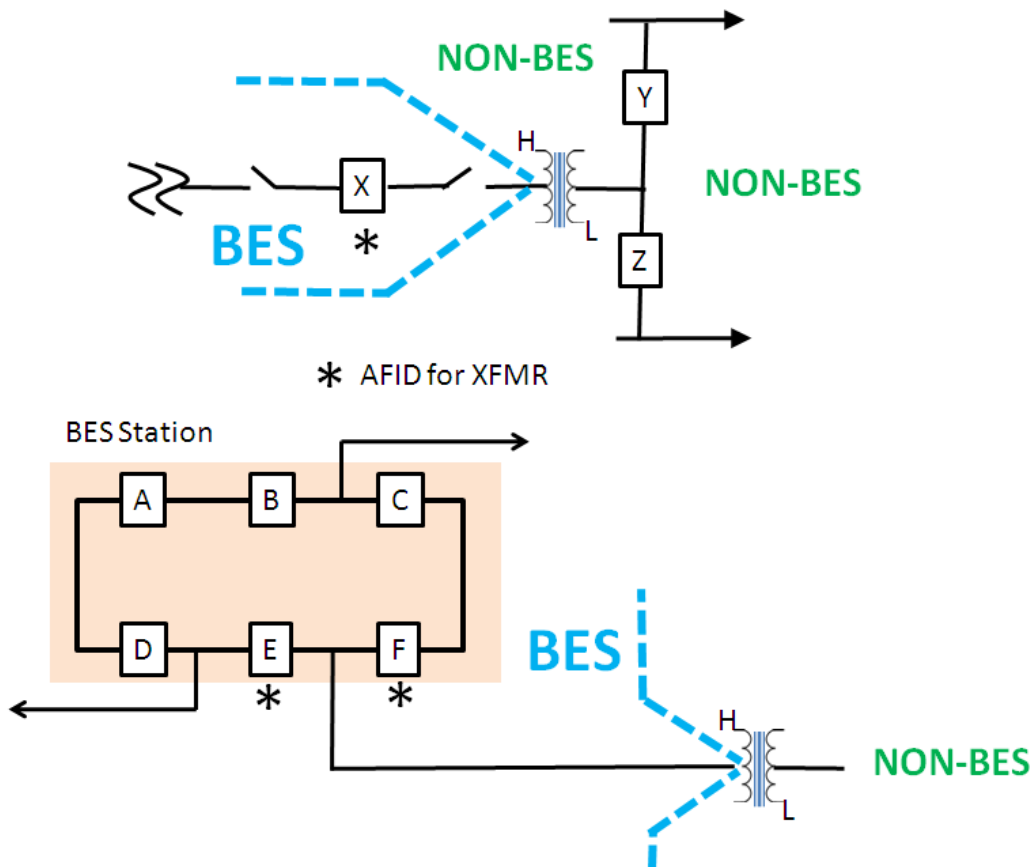 NON-BES
Y
H
X
NON-BES
BES
*
L
Z
* AFID for XFMR
BES Station
A
B
C
D
E
F
*
*
BES
H
NON-BES
L